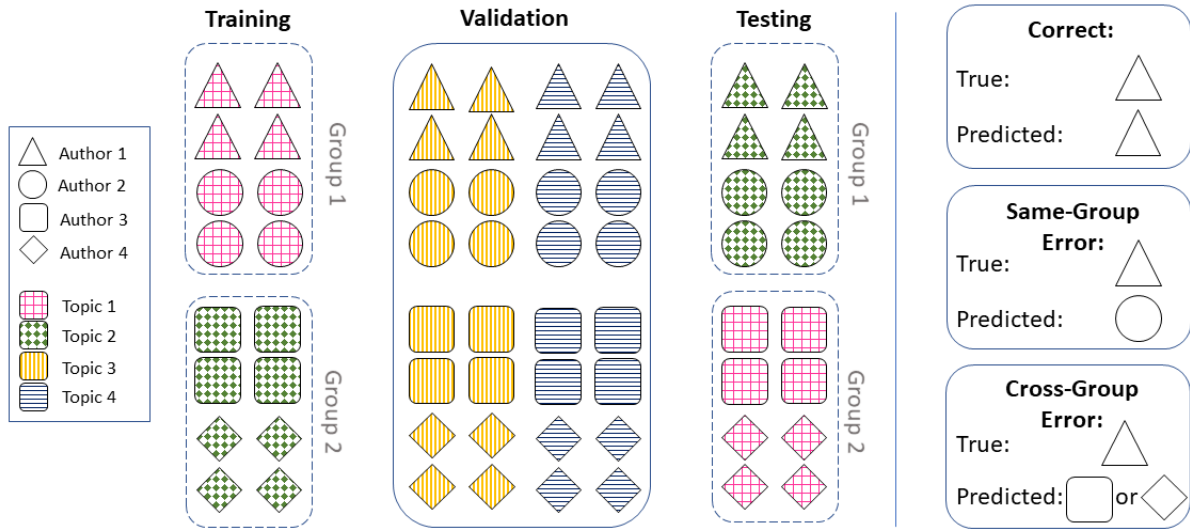 Training
Validation
Testing
Author 1
Author 2
Author 3
Author 4
Topic 1
Topic 2
Topic 3
Topic 4
Group 1
Group 2
Group 1
Group 2
Correct:
True:
Predicted:
Same-Group
Error:
True:
Predicted:
Cross-Group
Error:
True:
Predicted: or